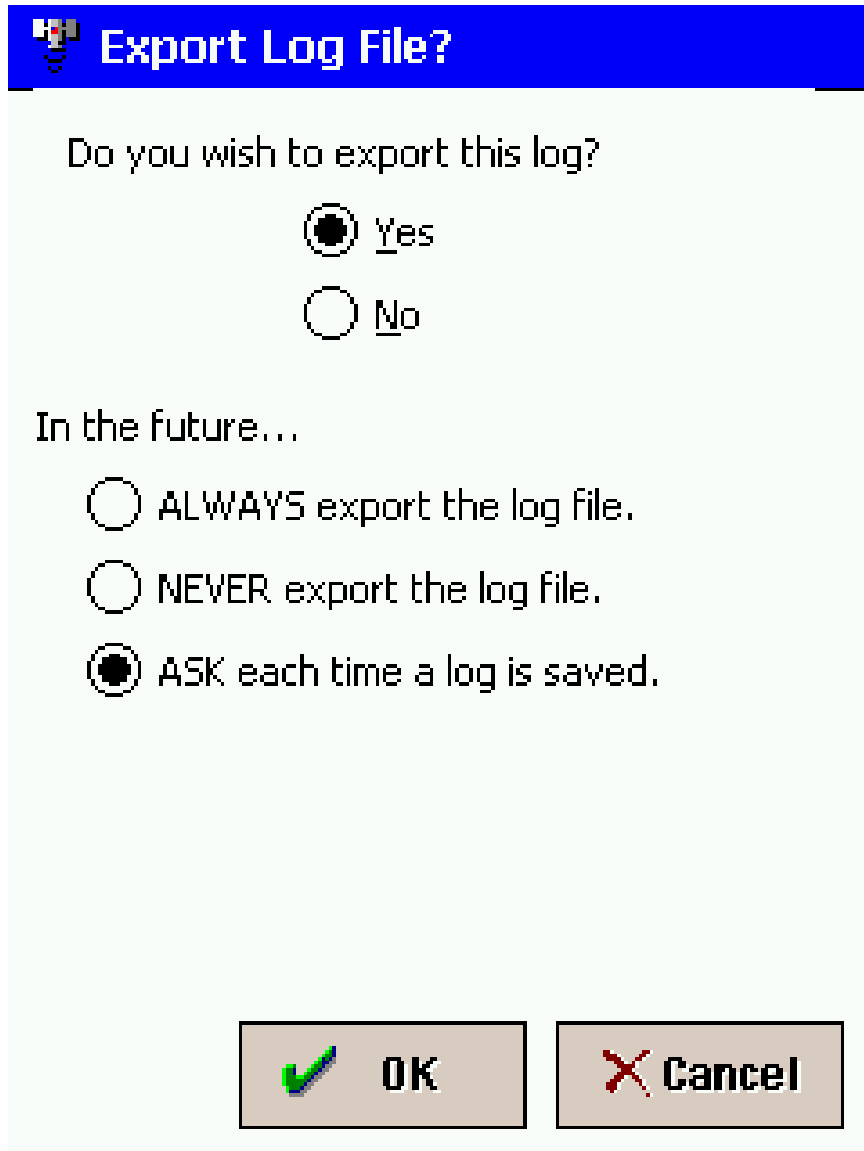 Export Log File?
Do you wish to export this log?
Yes
No
In the future...
ALWAYS export the log file.
NEVER export the log file.
ASK each time a log is saved.
OK
Cancel